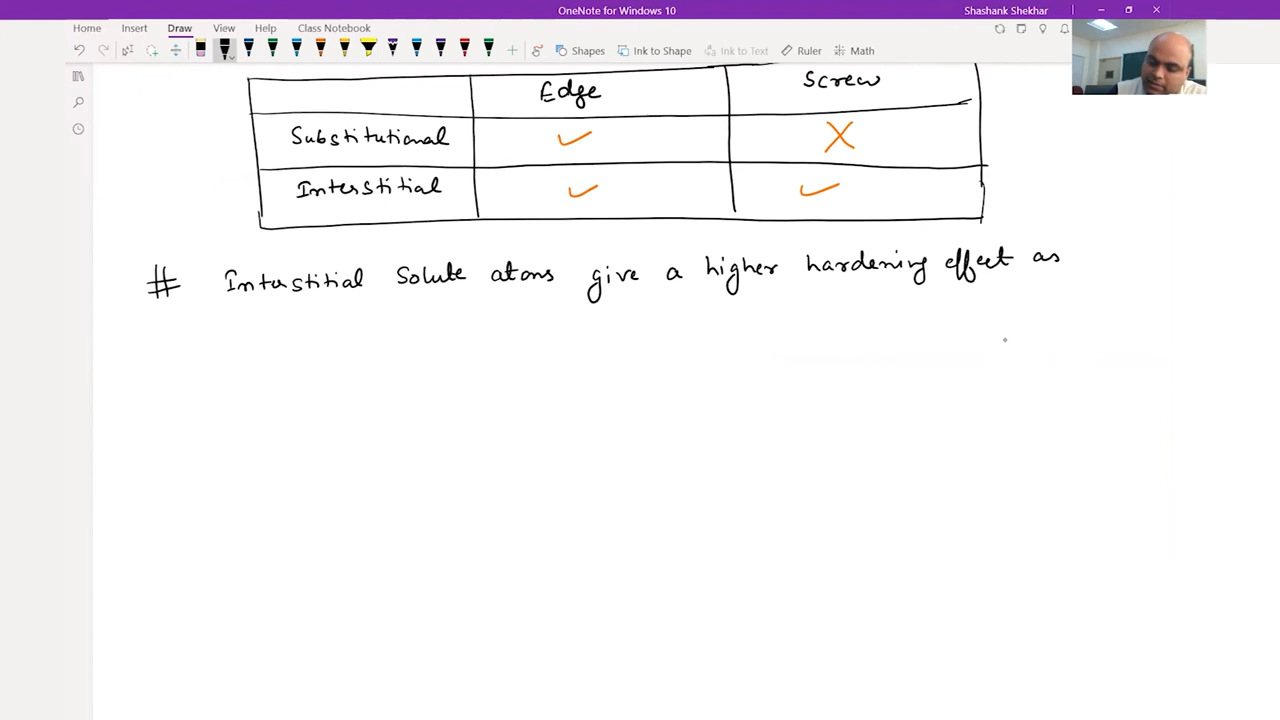 OneNote for Windows 10
Shashank Shekhar
Home Insert Draw View Help Class Notebook
Shapes Ink to Shape Ink to Text Ruler Math
Edge Screw
Substitutional ✓ X
Interstitial ✓ ✓
# Interstitial Solute atoms give a higher hardening effect as